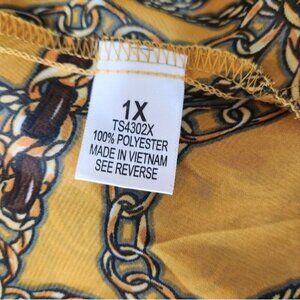 1X
TS4302X
100% POLYESTER
MADE IN VIETNAM
SEE REVERSE